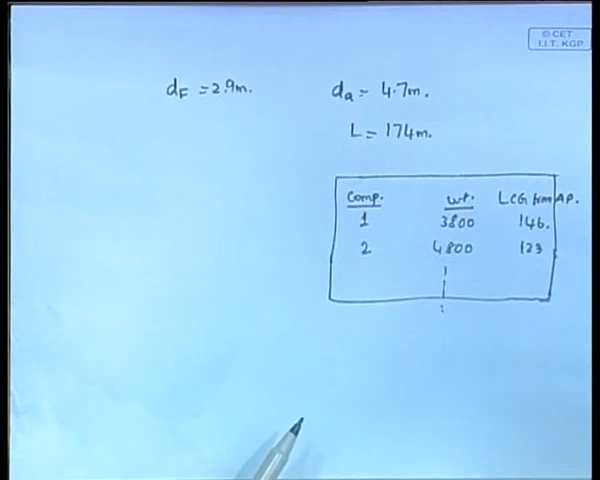 © CET
I.I.T. KGP
dF = 2.9m. da = 4.7m.
L = 174m.
Comp. wt. LCG from AP.
1 3800 146.
2 4800 123